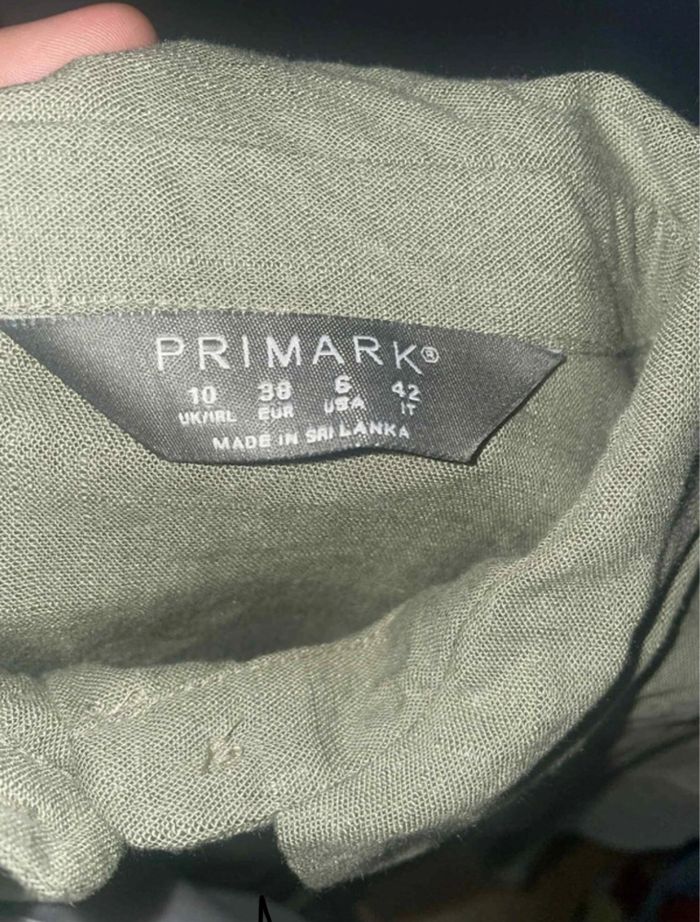 PRIMARK®
10 38 6 42
UK/IRL EUR USA IT
MADE IN SRI LANKA